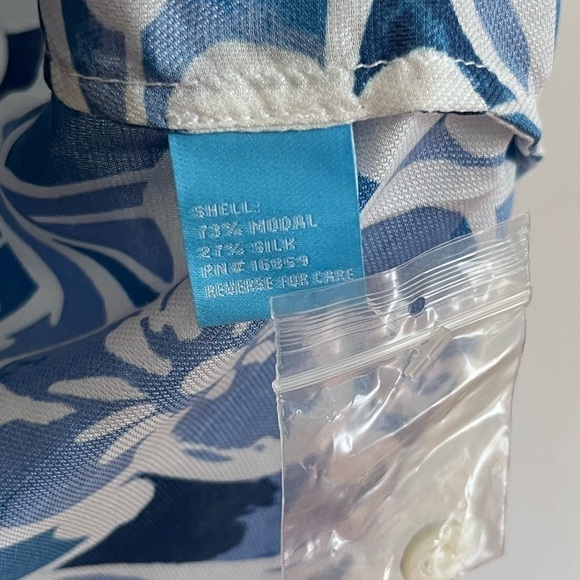 SHELL:
73% MODAL
27% SILK
RN# 16859
REVERSE FOR CARE